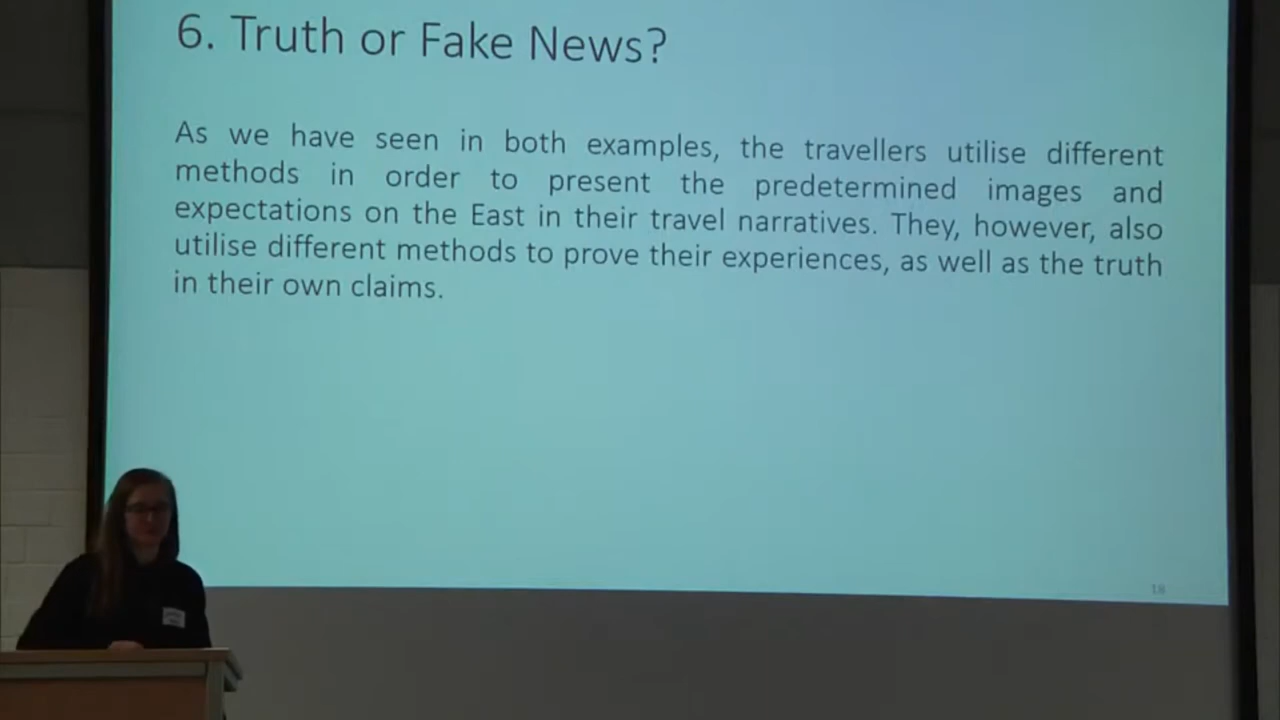 6. Truth or Fake News?
As we have seen in both examples, the travellers utilise different
methods in order to present the predetermined images and
expectations on the East in their travel narratives. They, however, also
utilise different methods to prove their experiences, as well as the truth
in their own claims.
18